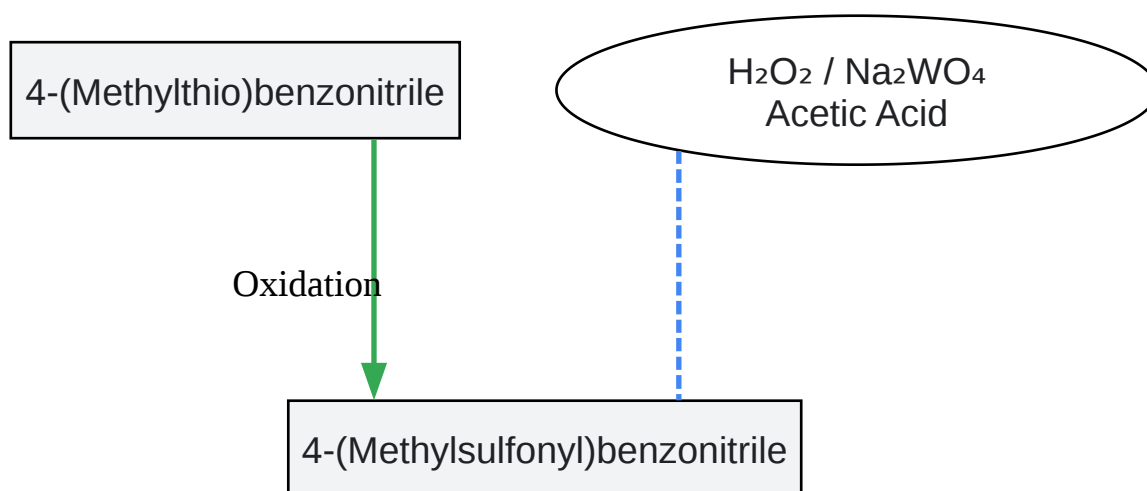 4-(Methylthio)benzonitrile
H₂O₂ / Na₂WO₄
Acetic Acid
Oxidation
4-(Methylsulfonyl)benzonitrile